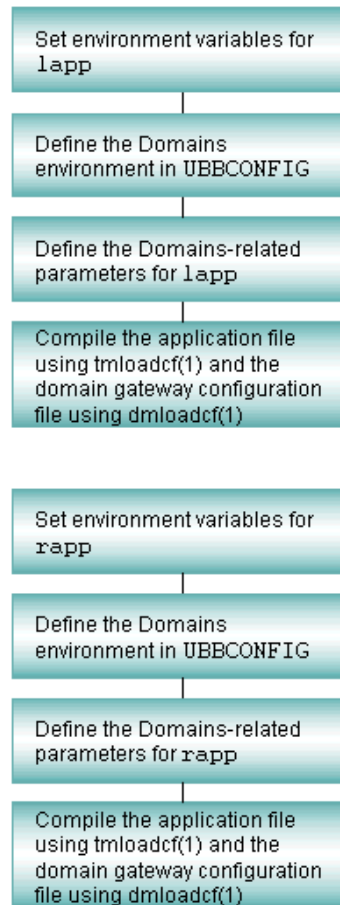 Set environment variables for
lapp
Define the Domains
environment in UBBCONFIG
Define the Domains-related
parameters for lapp
Compile the application file
using tmloadcf(1) and the
domain gateway configuration
file using dmloadcf(1)
Set environment variables for
rapp
Define the Domains
environment in UBBCONFIG
Define the Domains-related
parameters for rapp
Compile the application file
using tmloadcf(1) and the
domain gateway configuration
file using dmloadcf(1)